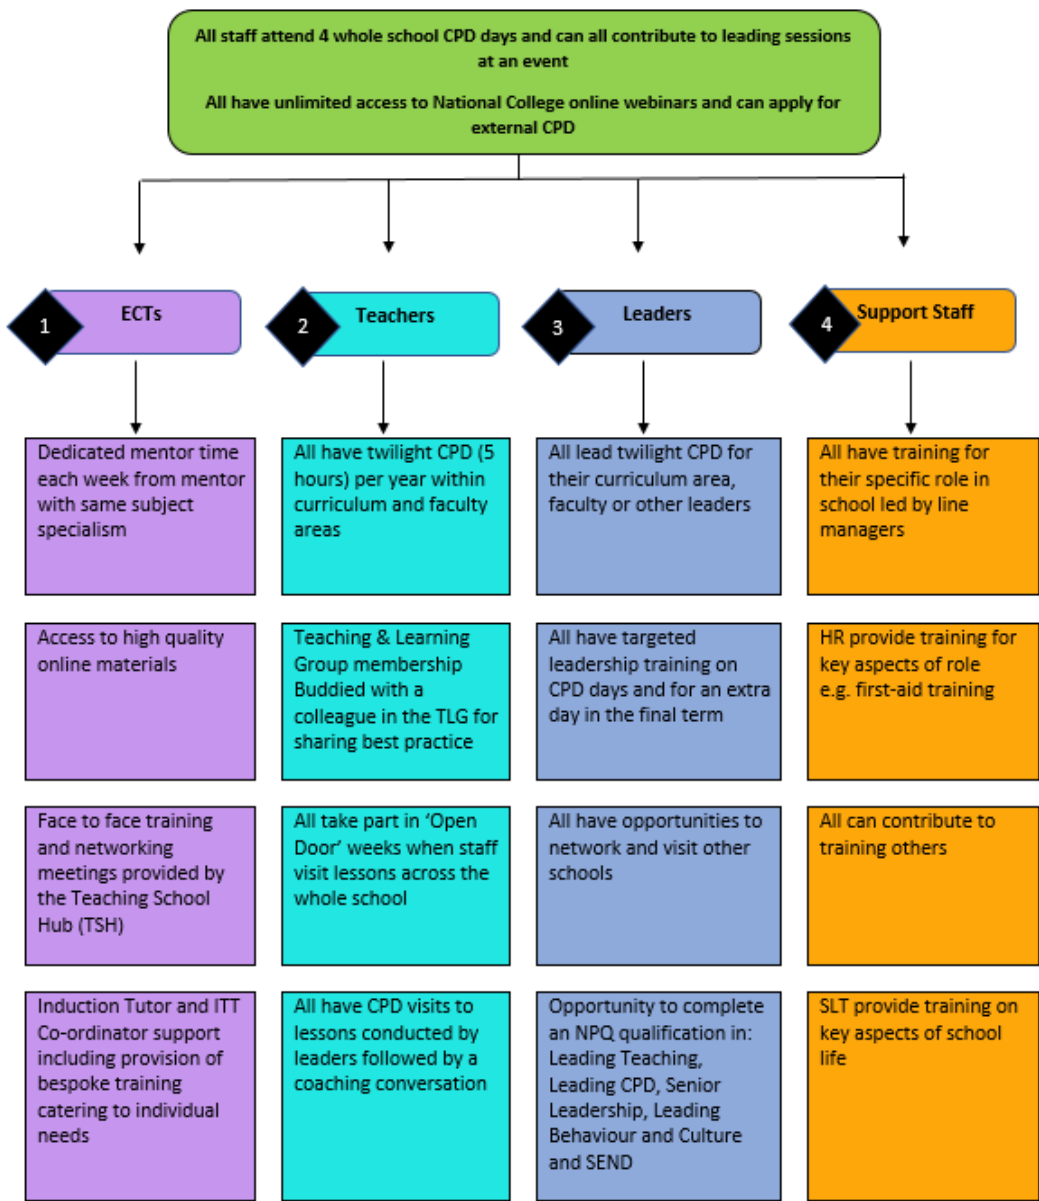 All staff attend 4 whole school CPD days and can all contribute to leading sessions
at an event
All have unlimited access to National College online webinars and can apply for
external CPD
1
ECTs
2
Teachers
3
Leaders
4
Support Staff
Dedicated mentor time
each week from mentor
with same subject
specialism
All have twilight CPD (5
hours) per year within
curriculum and faculty
areas
All lead twilight CPD for
their curriculum area,
faculty or other leaders
All have training for
their specific role in
school led by line
managers
Access to high quality
online materials
Teaching & Learning
Group membership
Buddied with a
colleague in the TLG for
sharing best practice
All have targeted
leadership training on
CPD days and for an extra
day in the final term
HR provide training for
key aspects of role
e.g. first-aid training
Face to face training
and networking
meetings provided by
the Teaching School
Hub (TSH)
All take part in ‘Open
Door’ weeks when staff
visit lessons across the
whole school
All have opportunities to
network and visit other
schools
All can contribute to
training others
Induction Tutor and ITT
Co-ordinator support
including provision of
bespoke training
catering to individual
needs
All have CPD visits to
lessons conducted by
leaders followed by a
coaching conversation
Opportunity to complete
an NPQ qualification in:
Leading Teaching,
Leading CPD, Senior
Leadership, Leading
Behaviour and Culture
and SEND
SLT provide training on
key aspects of school
life